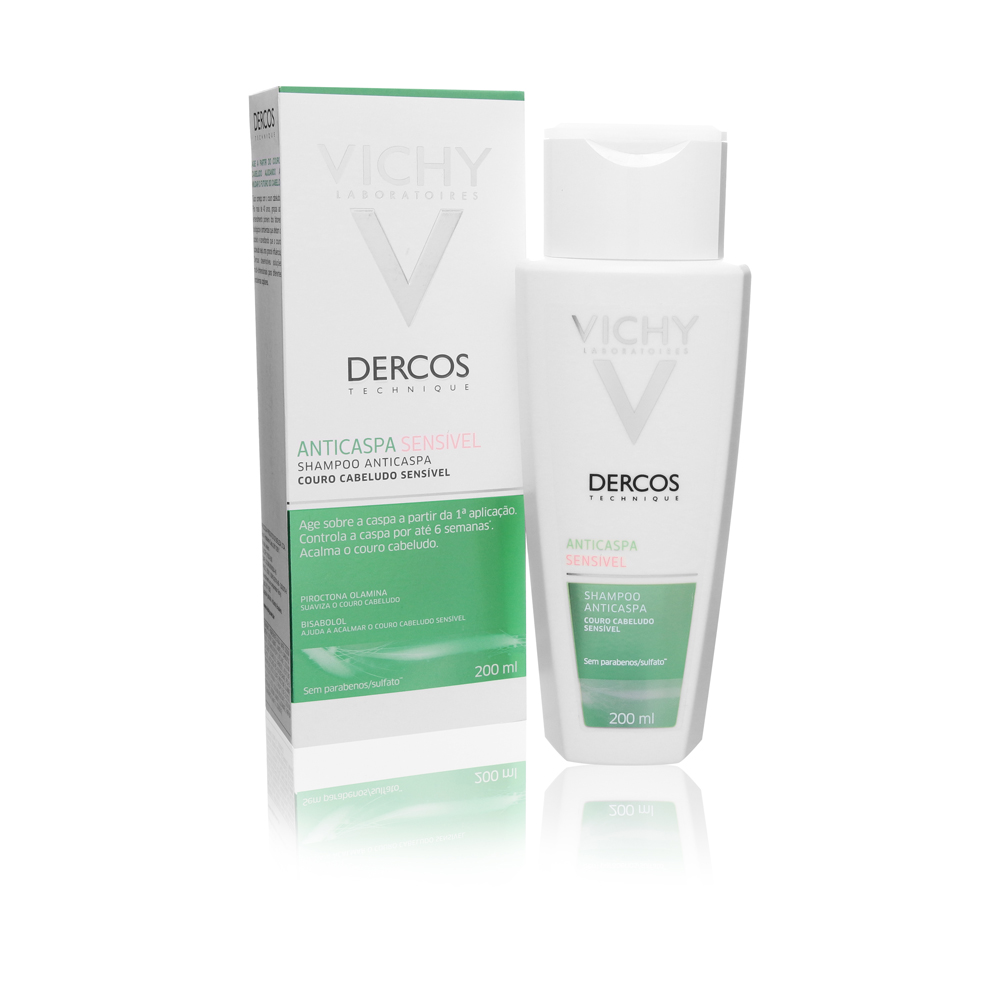 DERCOS
TECHNIQUE
VICHY
LABORATOIRES
V
DERCOS
TECHNIQUE
ANTICASPA SENSÍVEL
SHAMPOO ANTICASPA
COURO CABELUDO SENSÍVEL
Age sobre a caspa a partir da 1ª aplicação.
Controla a caspa por até 6 semanas*.
Acalma o couro cabeludo.
PIROCTONA OLAMINA
SUAVIZA O COURO CABELUDO
BISABOLOL
AJUDA A ACALMAR O COURO CABELUDO SENSÍVEL
200 ml
Sem parabenos/sulfato**
VICHY
LABORATOIRES
V
DERCOS
TECHNIQUE
ANTICASPA
SENSÍVEL
SHAMPOO
ANTICASPA
COURO CABELUDO
SENSÍVEL
Sem parabenos/sulfato**
200 ml